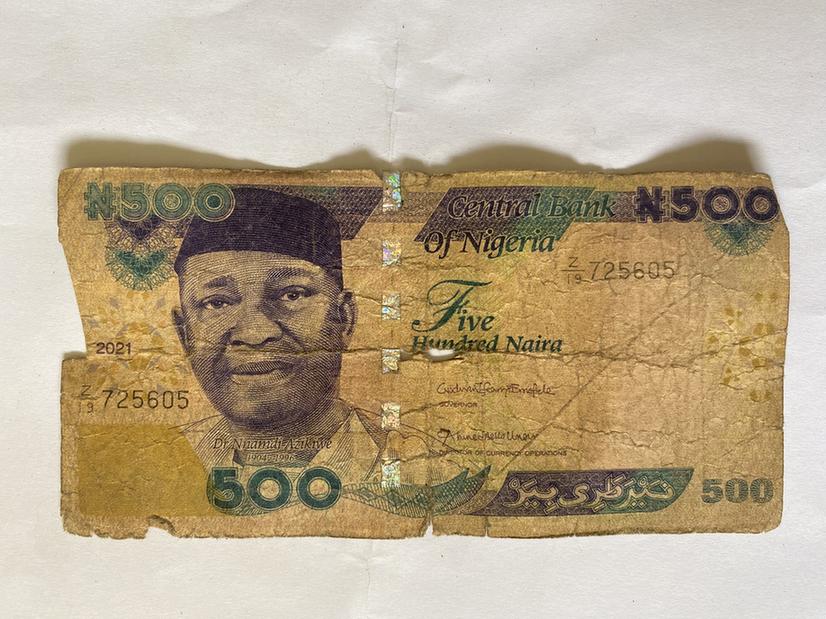 ₦500
Central Bank
Of Nigeria
₦500
Z/19 725605
Five
Hundred Naira
2021
Z/19 725605
GOVERNOR
DIRECTOR OF CURRENCY OPERATIONS
Dr. Nnamdi Azikiwe
1904-1996
500
نَيْرَ دَرِى بِيَرْ
500